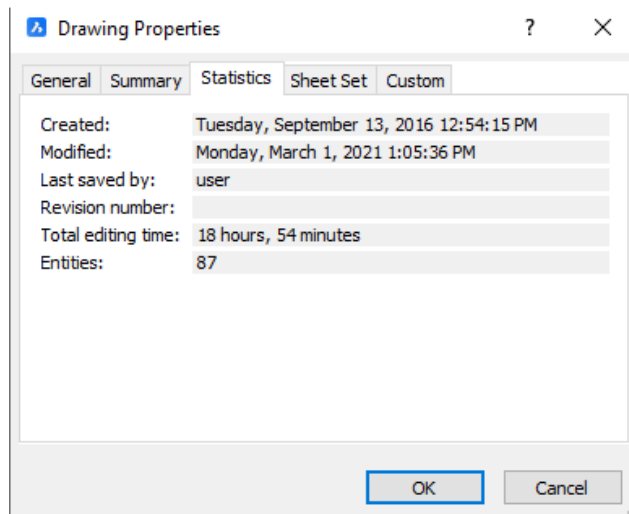 Drawing Properties ?
General Summary Statistics Sheet Set Custom
Created: Tuesday, September 13, 2016 12:54:15 PM
Modified: Monday, March 1, 2021 1:05:36 PM
Last saved by: user
Revision number:
Total editing time: 18 hours, 54 minutes
Entities: 87
OK Cancel